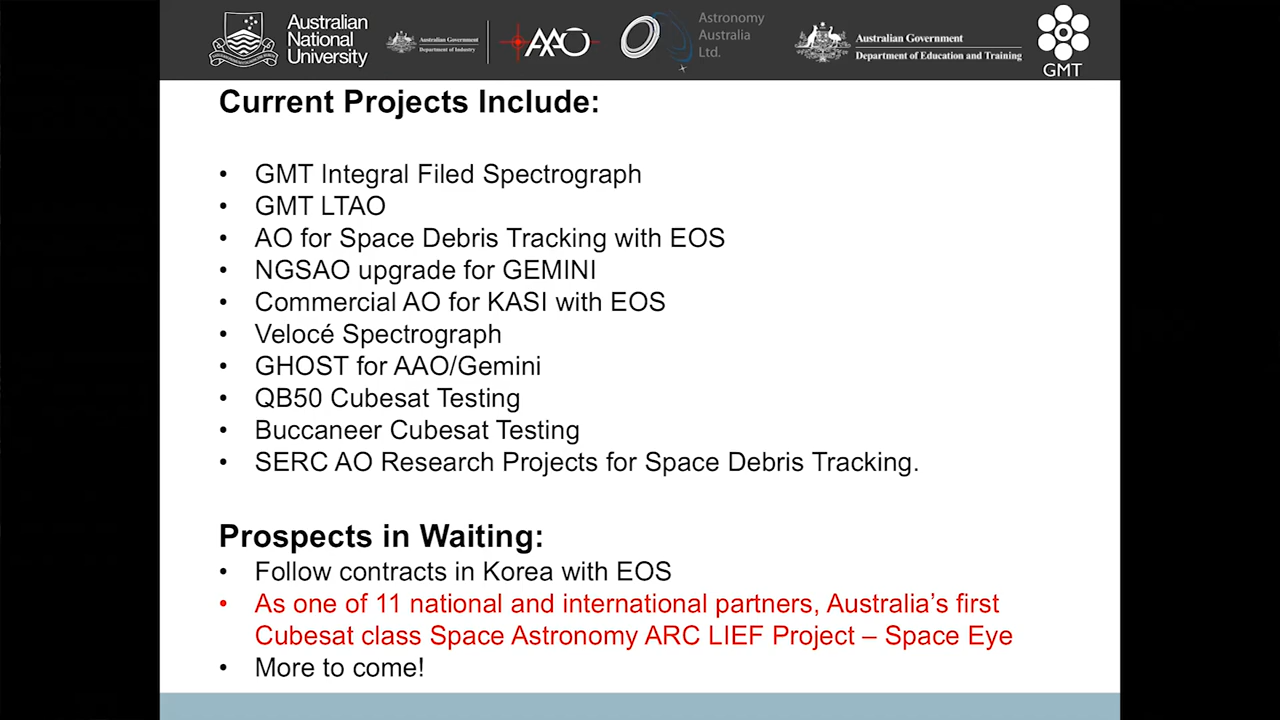 Australian
National
University
Australian Government
Department of Industry
AAO
Astronomy
Australia
Ltd.
Australian Government
Department of Education and Training
GMT
Current Projects Include:
• GMT Integral Filed Spectrograph
• GMT LTAO
• AO for Space Debris Tracking with EOS
• NGSAO upgrade for GEMINI
• Commercial AO for KASI with EOS
• Velocé Spectrograph
• GHOST for AAO/Gemini
• QB50 Cubesat Testing
• Buccaneer Cubesat Testing
• SERC AO Research Projects for Space Debris Tracking.
Prospects in Waiting:
• Follow contracts in Korea with EOS
• As one of 11 national and international partners, Australia’s first
Cubesat class Space Astronomy ARC LIEF Project – Space Eye
• More to come!